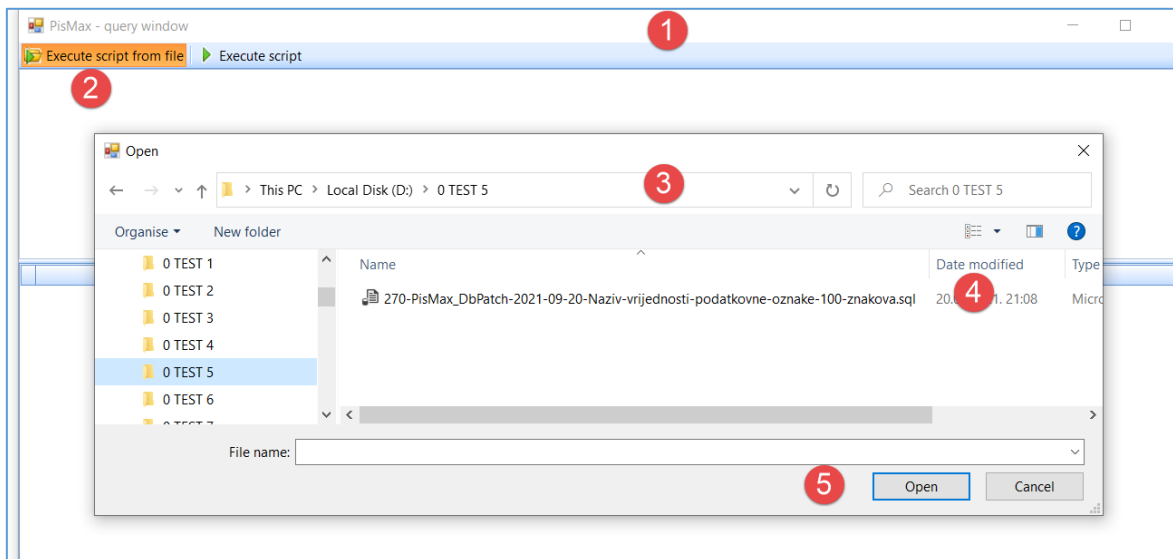 PisMax - query window
1
Execute script from file Execute script
2
Open
This PC > Local Disk (D:) > 0 TEST 5
3
Search 0 TEST 5
Organise New folder
0 TEST 1
0 TEST 2
0 TEST 3
0 TEST 4
0 TEST 5
0 TEST 6
Name Date modified Type
270-PisMax_DbPatch-2021-09-20-Naziv-vrijednosti-podatkovne-oznake-100-znakova.sql 21:08
4
File name:
5
Open Cancel